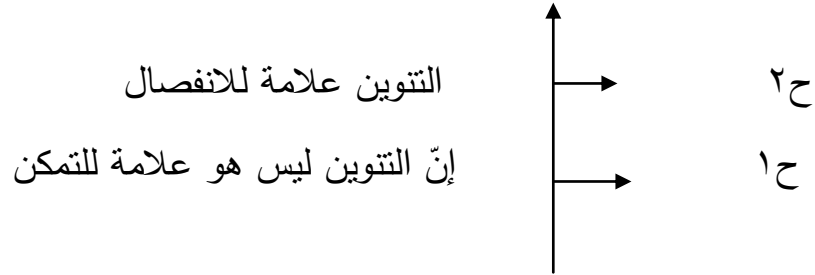 ح٢ التنوين علامة للانفصال
ح١ إنّ التنوين ليس هو علامة للتمكن